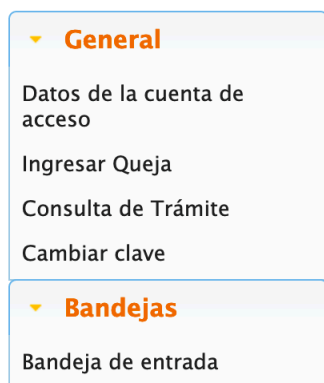 General
Datos de la cuenta de
acceso
Ingresar Queja
Consulta de Trámite
Cambiar clave
Bandejas
Bandeja de entrada